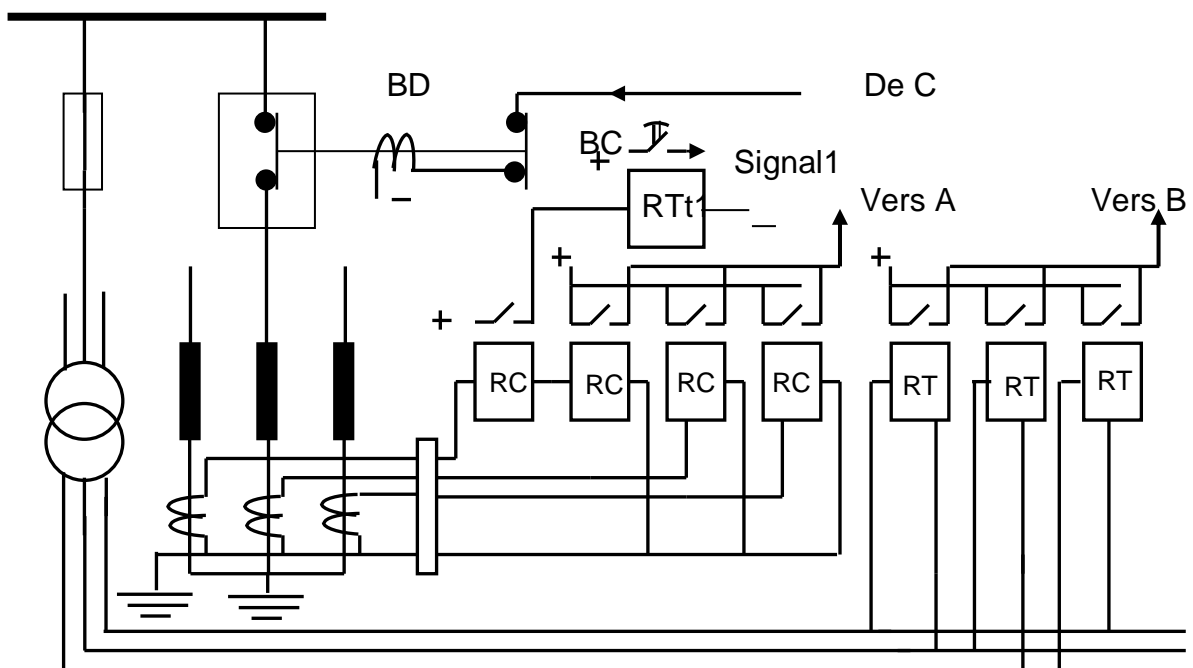 BD
De C
BC
+
Signal1
RTt1
–
–
Vers A
Vers B
+
+
+
RC
RC
RC
RC
RT
RT
RT